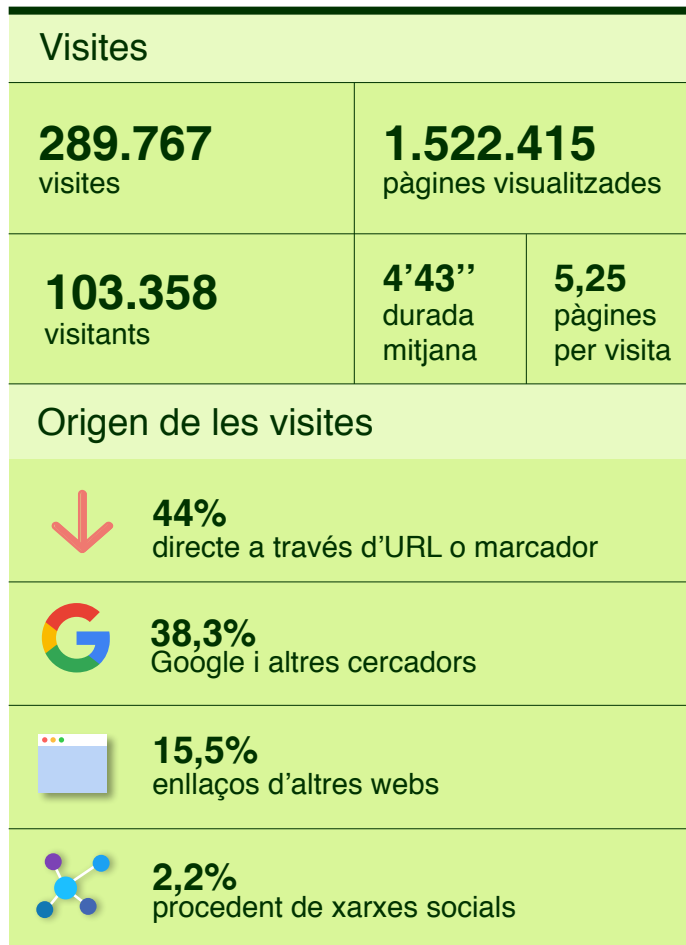 Visites
289.767
visites
1.522.415
pàgines visualitzades
103.358
visitants
4’43’’
durada
mitjana
5,25
pàgines
per visita
Origen de les visites
44%
directe a través d’URL o marcador
38,3%
Google i altres cercadors
15,5%
enllaços d’altres webs
2,2%
procedent de xarxes socials